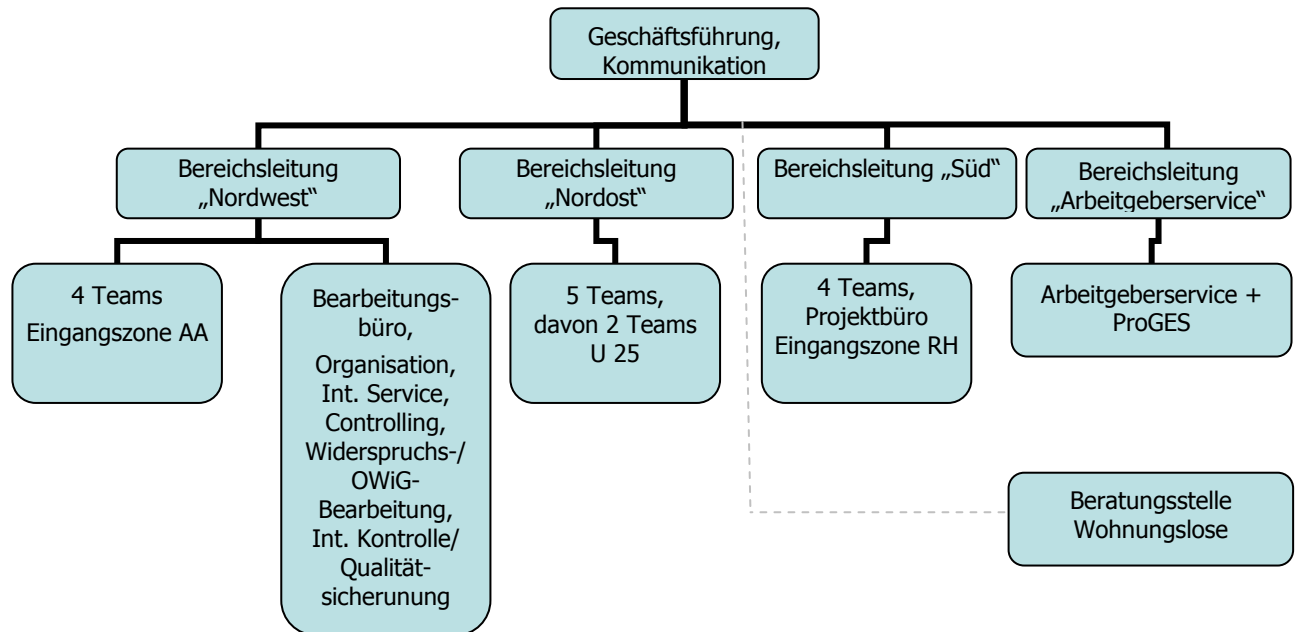 Geschäftsführung,
Kommunikation
Bereichsleitung
„Nordwest“
Bereichsleitung
„Nordost“
Bereichsleitung „Süd“
Bereichsleitung
„Arbeitgeberservice“
4 Teams
Eingangszone AA
Bearbeitungs-
büro,
Organisation,
Int. Service,
Controlling,
Widerspruchs-/
OWiG-
Bearbeitung,
Int. Kontrolle/
Qualität-
sicherunung
5 Teams,
davon 2 Teams
U 25
4 Teams,
Projektbüro
Eingangszone RH
Arbeitgeberservice +
ProGES
Beratungsstelle
Wohnungslose